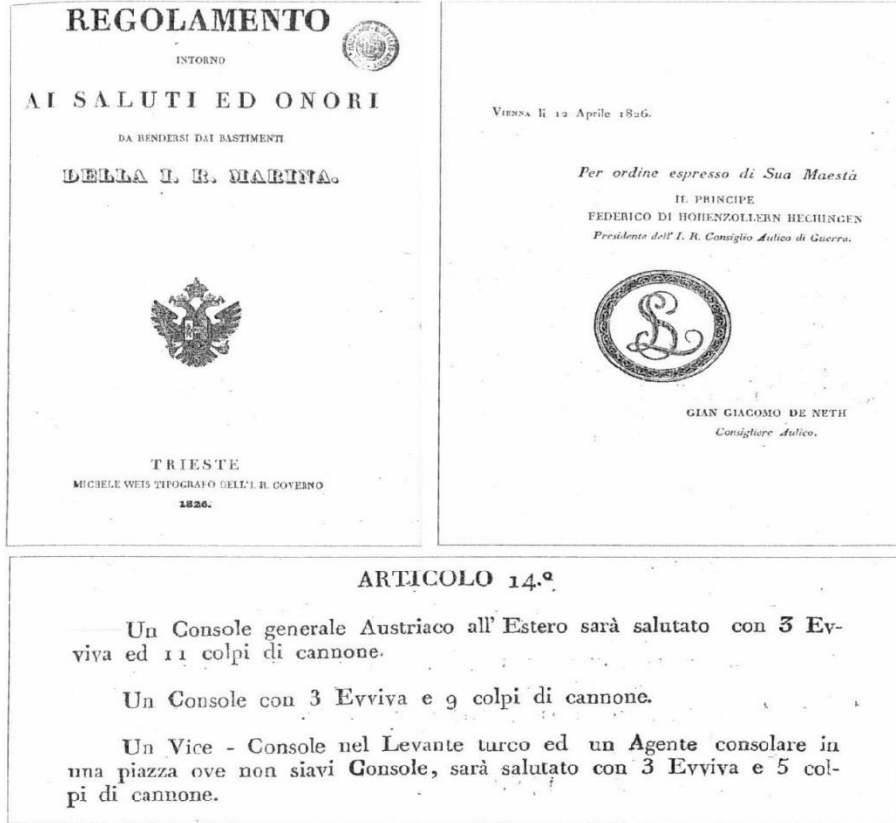 REGOLAMENTO
INTORNO
AI SALUTI ED ONORI
DA RENDERSI DAI BASTIMENTI
DELLA I. R. MARINA.
TRIESTE
MICHELE WEIS TIPOGRAFO DELL'I. R. GOVERNO
1826.
VIENNA li 12 Aprile 1826.
Per ordine espresso di Sua Maestà
IL PRINCIPE
FEDERICO DI HOHENZOLLERN HECHINGEN
Presidente dell' I. R. Consiglio Aulico di Guerra.
LS
GIAN GIACOMO DE NETH
Consigliere Aulico.
ARTICOLO 14.º
Un Console generale Austriaco all' Estero sarà salutato con 3 Ev-
viva ed 11 colpi di cannone.
Un Console con 3 Evviva e 9 colpi di cannone.
Un Vice - Console nel Levante turco ed un Agente consolare in
una piazza ove non siavi Console, sarà salutato con 3 Evviva e 5 col-
pi di cannone.